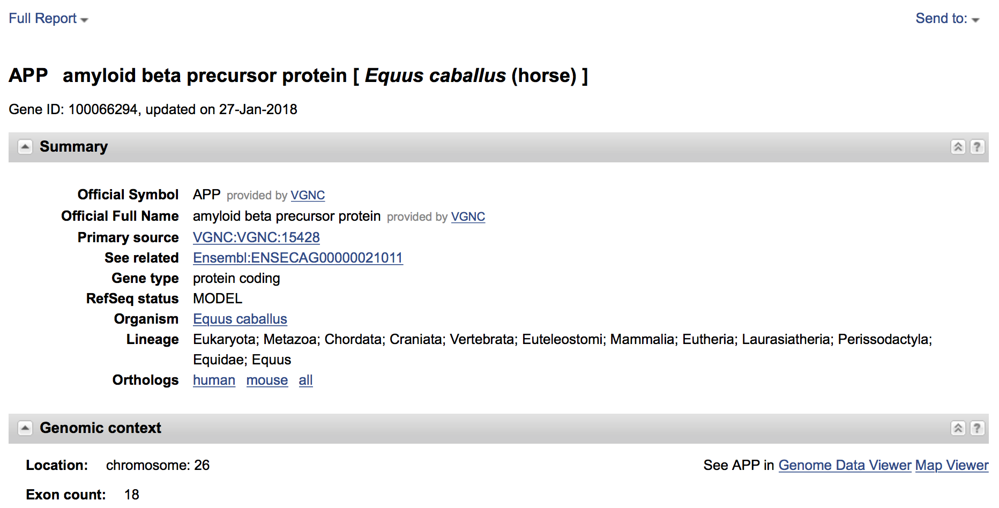 Full Report Send to:
APP amyloid beta precursor protein [ Equus caballus (horse) ]
Gene ID: 100066294, updated on 27-Jan-2018
Summary ?
Official Symbol APP provided by VGNC
Official Full Name amyloid beta precursor protein provided by VGNC
Primary source VGNC:VGNC:15428
See related Ensembl:ENSECAG00000021011
Gene type protein coding
RefSeq status MODEL
Organism Equus caballus
Lineage Eukaryota; Metazoa; Chordata; Craniata; Vertebrata; Euteleostomi; Mammalia; Eutheria; Laurasiatheria; Perissodactyla;
Equidae; Equus
Orthologs human mouse all
Genomic context ?
Location: chromosome: 26 See APP in Genome Data Viewer Map Viewer
Exon count: 18